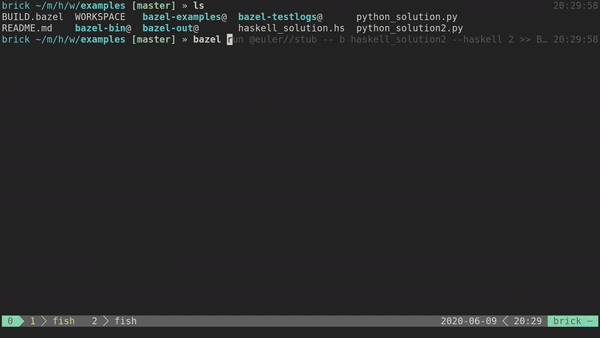 brick ~/m/h/w/examples [master] » ls 20:29:58
BUILD.bazel WORKSPACE bazel-examples@ bazel-testlogs@ python_solution.py
README.md bazel-bin@ bazel-out@ haskell_solution.hs python_solution2.py
brick ~/m/h/w/examples [master] » bazel run @euler//stub -- b haskell_solution2 --haskell 2 >> B… 20:29:58
0 1 fish 2 fish 2020-06-09 20:29 brick ~